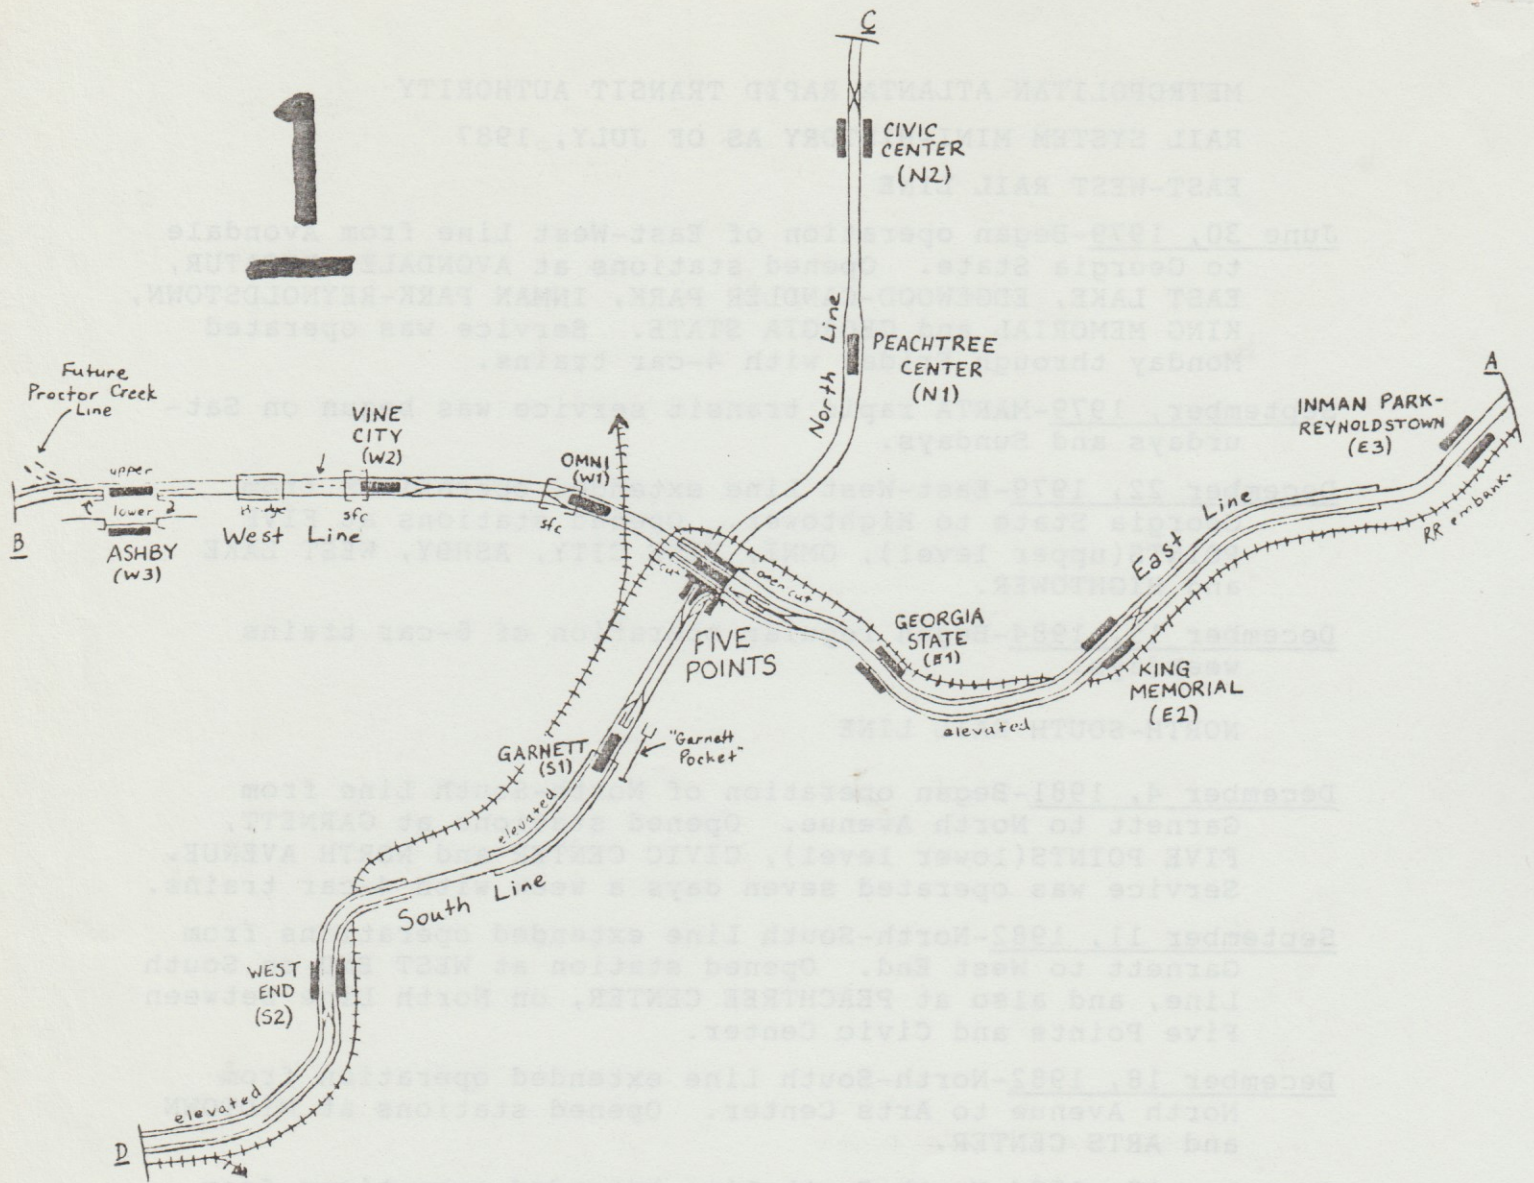 1
C
CIVIC
CENTER
(N2)
North Line
PEACHTREE
CENTER
(N1)
A
INMAN PARK-
REYNOLDSTOWN
(E3)
RR embank.
East Line
Future
Proctor Creek
Line
VINE
CITY
(W2)
OMNI
(W1)
upper
lower
2
B
ASHBY
(W3)
West Line
sfc
sfc
cut
open cut
FIVE
POINTS
GEORGIA
STATE
(E1)
KING
MEMORIAL
(E2)
elevated
GARNETT
(S1)
"Garnett
Pocket"
elevated
South Line
WEST
END
(S2)
elevated
D
METROPOLITAN ATLANTA RAPID TRANSIT AUTHORITY
RAIL SYSTEM MINI-HISTORY AS OF JULY, 1987
EAST-WEST RAIL LINE
June 30, 1979-Began operation of East-West Line from Avondale
to Georgia State. Opened stations at AVONDALE, DECATUR,
EAST LAKE, EDGEWOOD-CANDLER PARK, INMAN PARK-REYNOLDSTOWN,
KING MEMORIAL and GEORGIA STATE. Service was operated
Monday through Friday with 4-car trains.
September, 1979-MARTA rapid transit service was begun on Sat-
urdays and Sundays.
December 22, 1979-East-West Line extended operations from
Georgia State to Hightower. Opened stations at FIVE
POINTS(upper level), OMNI, VINE CITY, ASHBY, WEST LAKE
and HIGHTOWER.
December 1984-Began operation of 6-car trains
NORTH-SOUTH RAIL LINE
December 4, 1981-Began operation of North-South Line from
Garnett to North Avenue. Opened stations at GARNETT,
FIVE POINTS(lower level), CIVIC CENTER and NORTH AVENUE.
Service was operated seven days a week with car trains.
September 11, 1982-North-South Line extended operations from
Garnett to West End. Opened station at WEST END on South
Line, and also at PEACHTREE CENTER, on North Line between
Five Points and Civic Center.
December 18, 1982-North-South Line extended operations from
North Avenue to Arts Center. Opened stations at MIDTOWN
and ARTS CENTER.